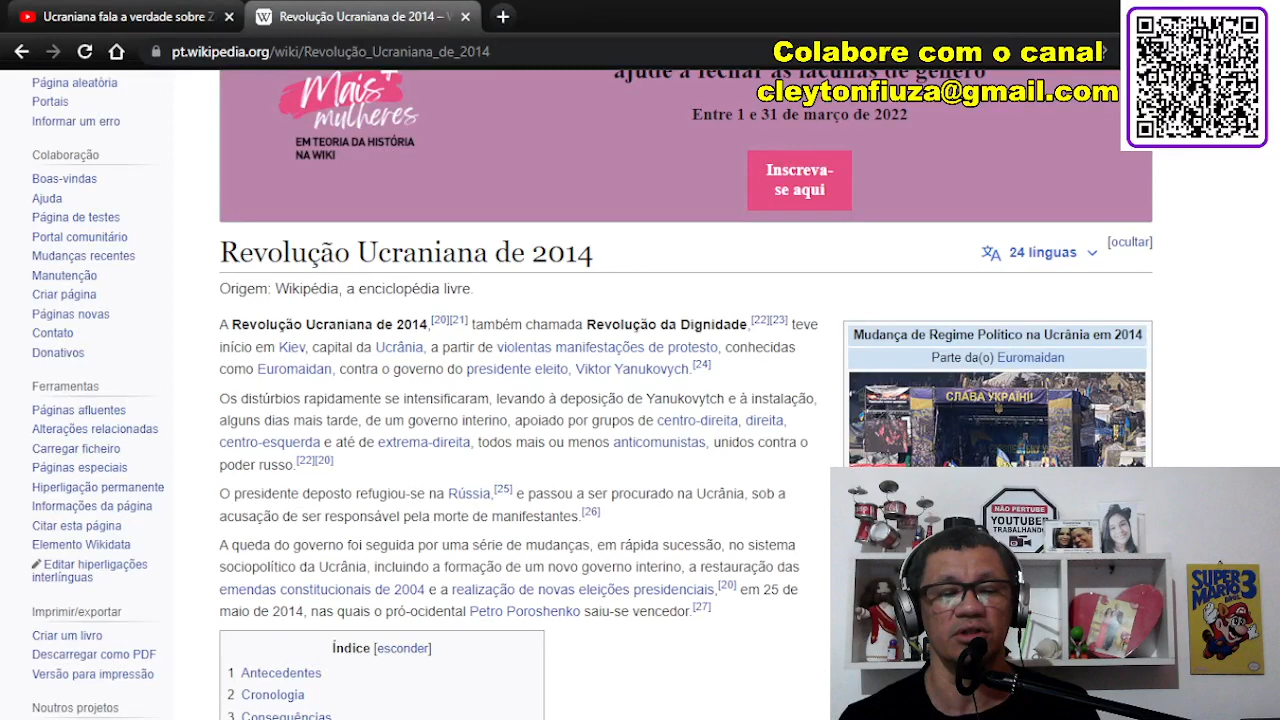 Ucraniana fala a verdade sobre Z
Revolução Ucraniana de 2014 – V
pt.wikipedia.org/wiki/Revolução_Ucraniana_de_2014
Colabore com o canal
cleytonfiuza@gmail.com
Mais+
mulheres
EM TEORIA DA HISTÓRIA
NA WIKI
ajude a fechar as lacunas de gênero
Entre 1 e 31 de março de 2022
Inscreva-
se aqui
Página aleatória
Portais
Informar um erro
Colaboração
Boas-vindas
Ajuda
Página de testes
Portal comunitário
Mudanças recentes
Manutenção
Criar página
Páginas novas
Contato
Donativos
Ferramentas
Páginas afluentes
Alterações relacionadas
Carregar ficheiro
Páginas especiais
Hiperligação permanente
Informações da página
Citar esta página
Elemento Wikidata
Editar hiperligações
interlínguas
Imprimir/exportar
Criar um livro
Descarregar como PDF
Versão para impressão
Noutros projetos
[ocultar]
Revolução Ucraniana de 2014
24 línguas
Origem: Wikipédia, a enciclopédia livre.
A Revolução Ucraniana de 2014,[20][21] também chamada Revolução da Dignidade,[22][23] teve
início em Kiev, capital da Ucrânia, a partir de violentas manifestações de protesto, conhecidas
como Euromaidan, contra o governo do presidente eleito, Viktor Yanukovych.[24]
Os distúrbios rapidamente se intensificaram, levando à deposição de Yanukovytch e à instalação,
alguns dias mais tarde, de um governo interino, apoiado por grupos de centro-direita, direita,
centro-esquerda e até de extrema-direita, todos mais ou menos anticomunistas, unidos contra o
poder russo.[22][20]
O presidente deposto refugiou-se na Rússia,[25] e passou a ser procurado na Ucrânia, sob a
acusação de ser responsável pela morte de manifestantes.[26]
A queda do governo foi seguida por uma série de mudanças, em rápida sucessão, no sistema
sociopolítico da Ucrânia, incluindo a formação de um novo governo interino, a restauração das
emendas constitucionais de 2004 e a realização de novas eleições presidenciais,[20] em 25 de
maio de 2014, nas quais o pró-ocidental Petro Poroshenko saiu-se vencedor.[27]
Índice [esconder]
1 Antecedentes
2 Cronologia
3 Consequências
Mudança de Regime Político na Ucrânia em 2014
Parte da(o) Euromaidan
СЛАВА УКРАЇНІ!
NÃO PERTUBE
YOUTUBER
TRABALHANDO
SUPER
MARIO
BROS. 3